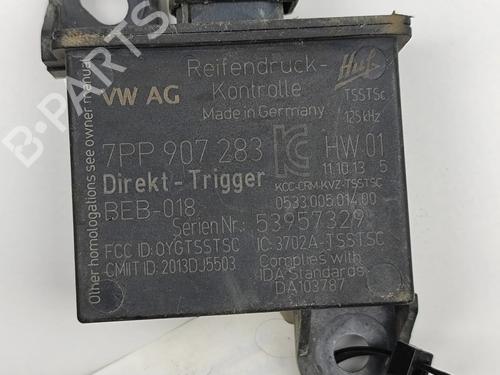 Reifendruck-
Kontrolle
Huf
VW AG
TSSTSc
Made in Germany
125 kHz
7PP 907 283
HW.01
11.10.13 5
Direkt - Trigger
KCC-CRM-KVZ-TSSTSC
BEB-018
0533.005.014.00
Serien Nr.: 53957329
FCC ID: OYGTSSTSC
IC: 3702A-TSSTSC
CMIIT ID: 2013DJ5503
Complies with
IDA Standards
DA103787
Other homologations see owner manual
B-PARTS